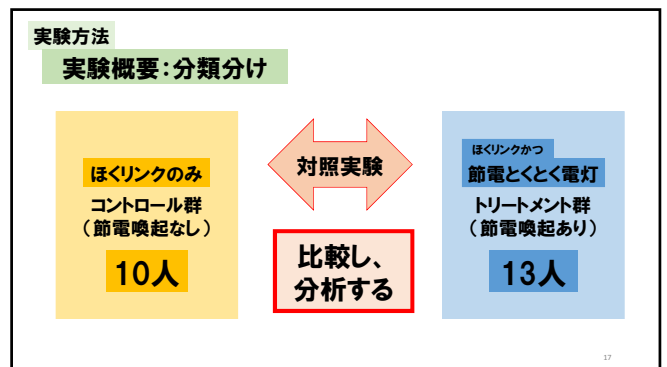 実験方法
実験概要：分類分け
ほくリンクのみ
コントロール群
（節電喚起なし）
10人
対照実験
比較し、
分析する
ほくリンクかつ
節電とくとく電灯
トリートメント群
（節電喚起あり）
13人
17